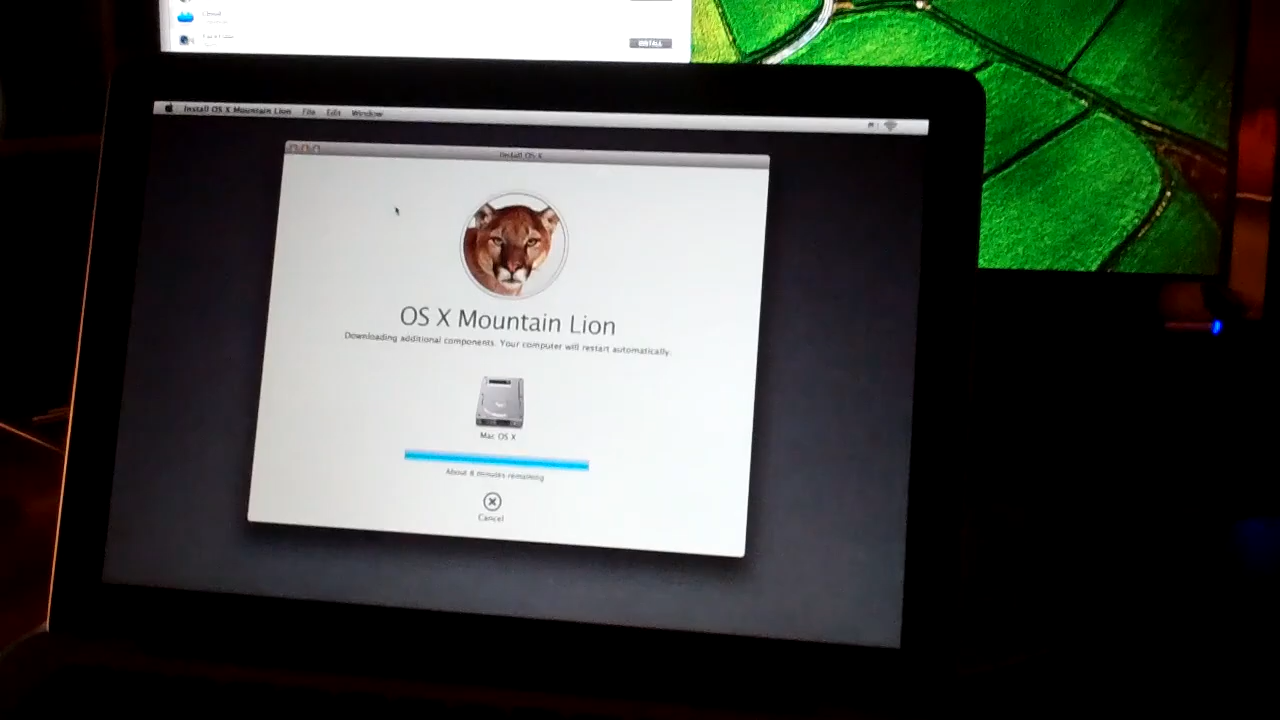 INSTALL
Install OS X Mountain Lion File Edit Window
Install OS X
OS X Mountain Lion
Downloading additional components. Your computer will restart automatically.
Mac OS X
About 8 minutes remaining
Cancel